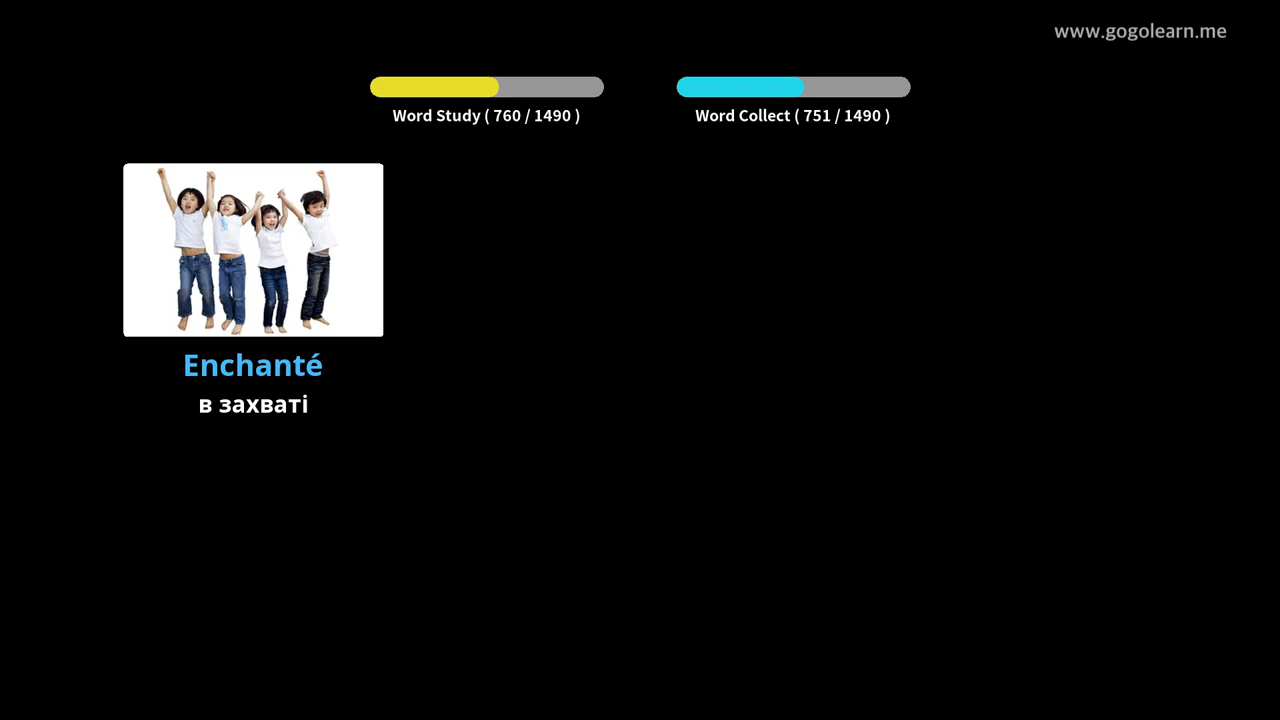 www.gogolearn.me
Word Study ( 760 / 1490 )
Word Collect ( 751 / 1490 )
Enchanté
в захваті